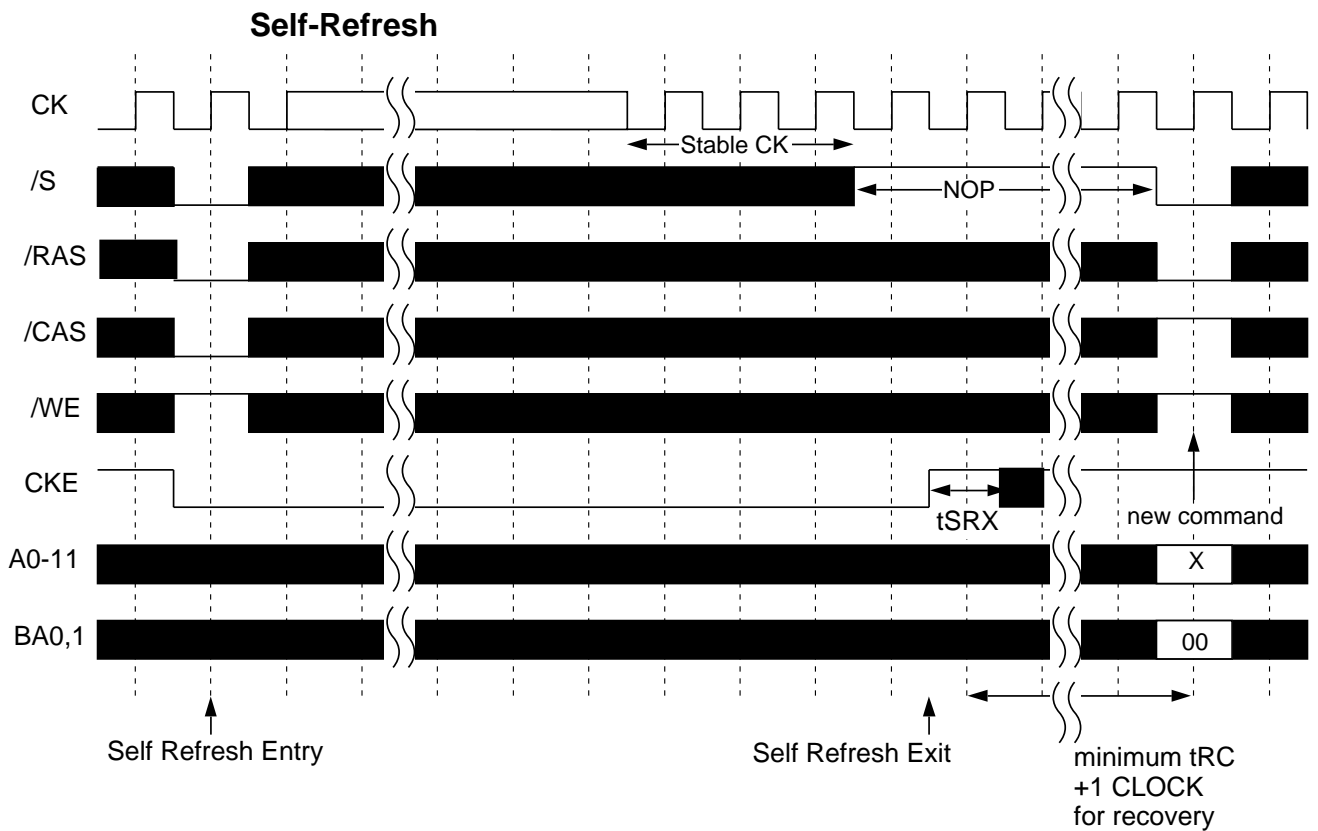 Self-Refresh
CK
Stable CK
/S
NOP
/RAS
/CAS
/WE
CKE
tSRX
new command
A0-11
X
BA0,1
00
Self Refresh Entry
Self Refresh Exit
minimum tRC
+1 CLOCK
for recovery